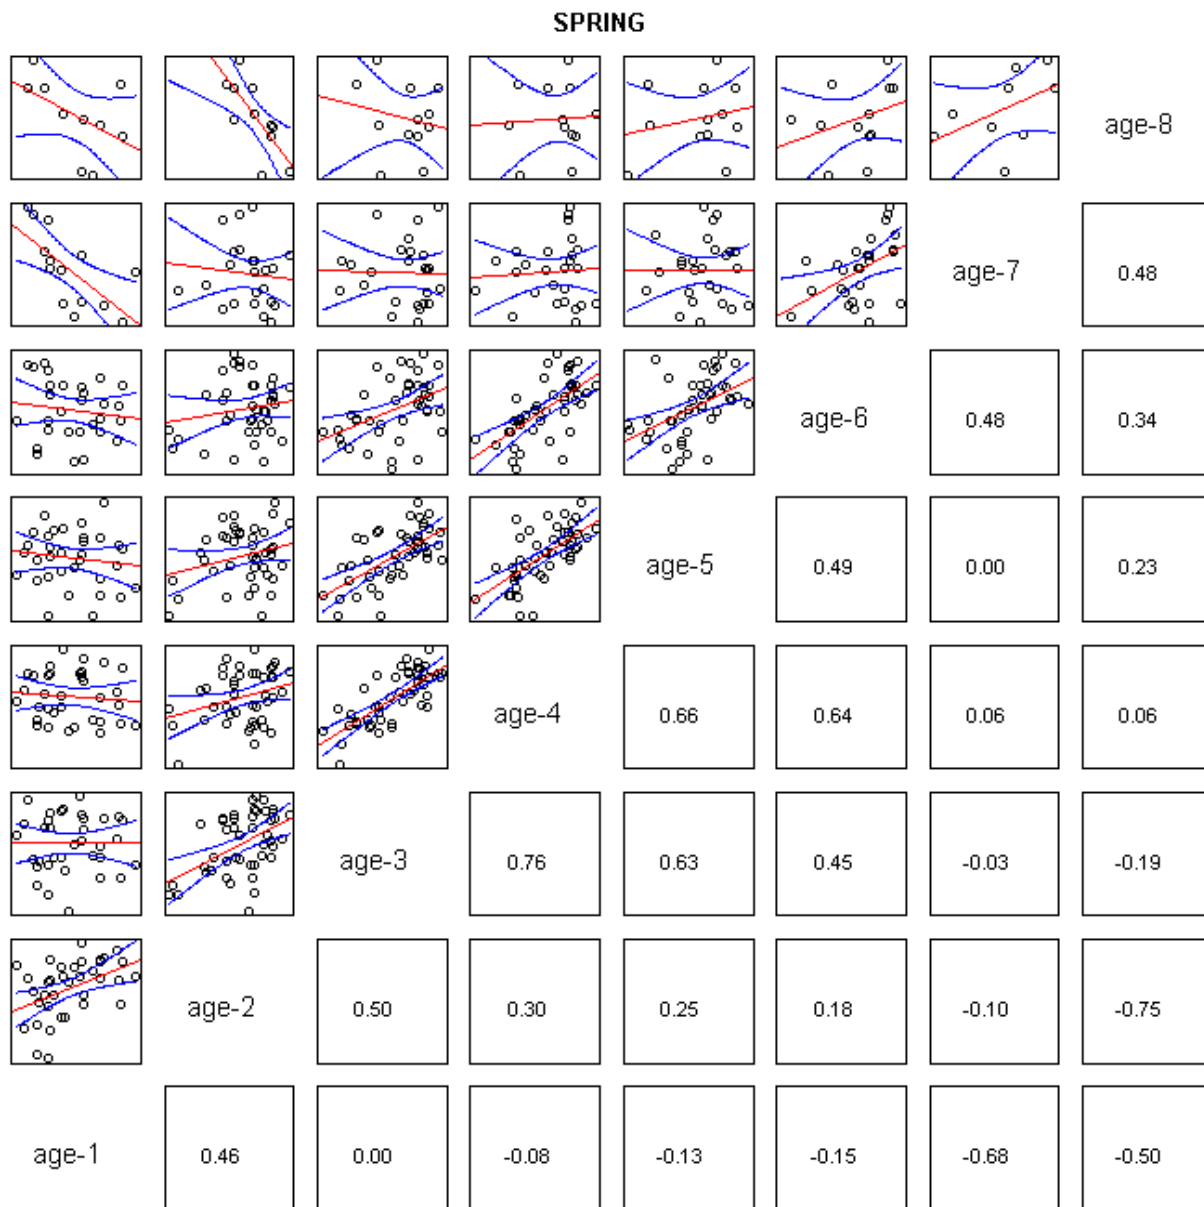 SPRING
age-8
age-7 0.48
age-6 0.48 0.34
age-5 0.49 0.00 0.23
age-4 0.66 0.64 0.06 0.06
age-3 0.76 0.63 0.45 -0.03 -0.19
age-2 0.50 0.30 0.25 0.18 -0.10 -0.75
age-1 0.46 0.00 -0.08 -0.13 -0.15 -0.68 -0.50